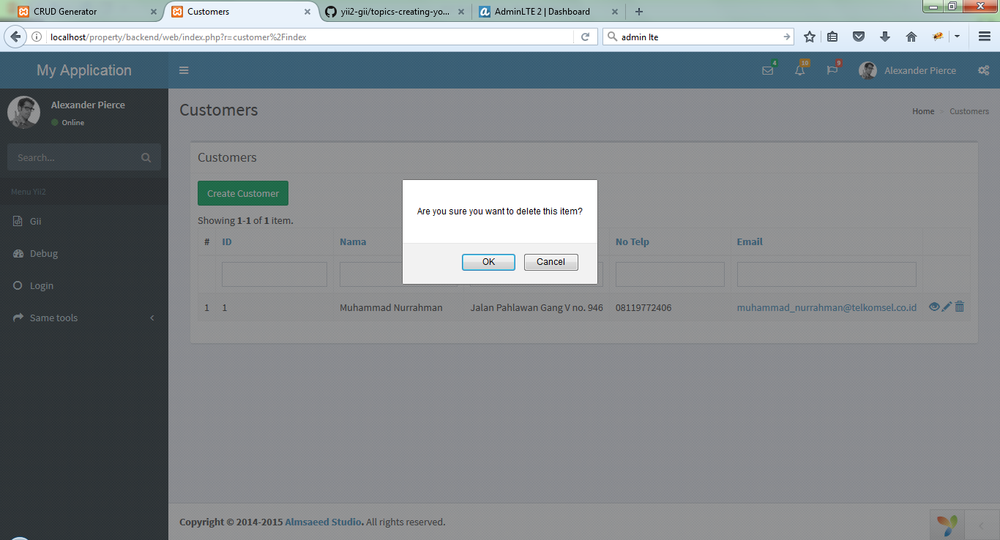 CRUD Generator
Customers
yii2-gii/topics-creating-yo...
AdminLTE 2 | Dashboard
localhost/property/backend/web/index.php?r=customer%2Findex
admin lte
My Application
4
10
9
Alexander Pierce
Alexander Pierce
Online
Search...
Menu Yii2
Gii
Debug
Login
Same tools
Customers
Home > Customers
Customers
Create Customer
Showing 1-1 of 1 item.
# ID Nama No Telp Email
1 1 Muhammad Nurrahman Jalan Pahlawan Gang V no. 946 08119772406 muhammad_nurrahman@telkomsel.co.id
Are you sure you want to delete this item?
OK Cancel
Copyright © 2014-2015 Almsaeed Studio. All rights reserved.